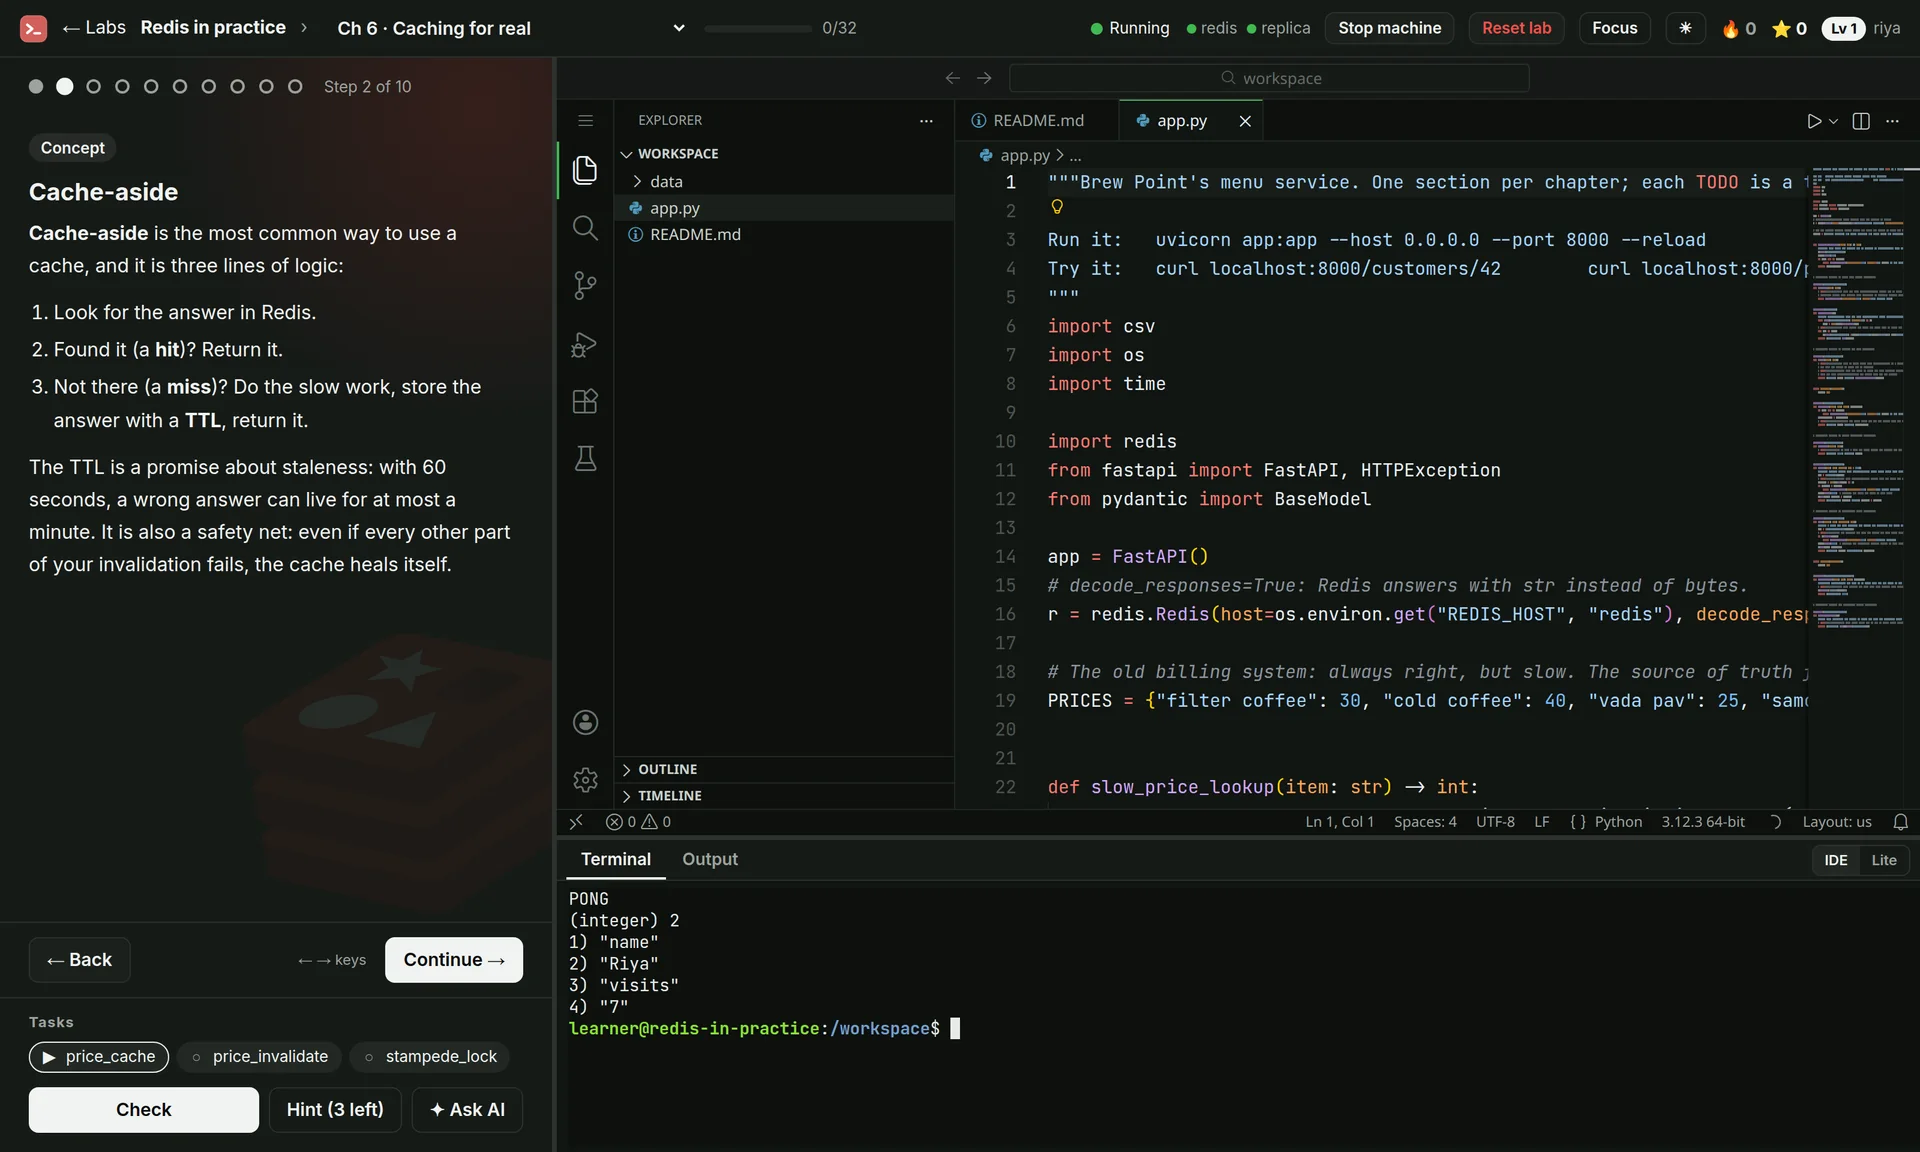 ← Labs Redis in practice › Ch 6 · Caching for real 0/32 Running redis replica Stop machine Reset lab Focus 0 0 Lv 1 riya
Step 2 of 10
Concept
Cache-aside
Cache-aside is the most common way to use a
cache, and it is three lines of logic:
1. Look for the answer in Redis.
2. Found it (a hit)? Return it.
3. Not there (a miss)? Do the slow work, store the
answer with a TTL, return it.
The TTL is a promise about staleness: with 60
seconds, a wrong answer can live for at most a
minute. It is also a safety net: even if every other part
of your invalidation fails, the cache heals itself.
← Back ←→ keys Continue →
Tasks
▶ price_cache ○ price_invalidate ○ stampede_lock
Check Hint (3 left) ✦ Ask AI
workspace
EXPLORER
WORKSPACE
data
app.py
README.md
OUTLINE
TIMELINE
README.md app.py
app.py > ...
1 """Brew Point's menu service. One section per chapter; each TODO is a
2
3 Run it: uvicorn app:app --host 0.0.0.0 --port 8000 --reload
4 Try it: curl localhost:8000/customers/42 curl localhost:8000/
5 """
6 import csv
7 import os
8 import time
9
10 import redis
11 from fastapi import FastAPI, HTTPException
12 from pydantic import BaseModel
13
14 app = FastAPI()
15 # decode_responses=True: Redis answers with str instead of bytes.
16 r = redis.Redis(host=os.environ.get("REDIS_HOST", "redis"), decode_resp
17
18 # The old billing system: always right, but slow. The source of truth
19 PRICES = {"filter coffee": 30, "cold coffee": 40, "vada pav": 25, "samo
20
21
22 def slow_price_lookup(item: str) -> int:
0 0 Ln 1, Col 1 Spaces: 4 UTF-8 LF {} Python 3.12.3 64-bit Layout: us
Terminal Output IDE Lite
PONG
(integer) 2
1) "name"
2) "Riya"
3) "visits"
4) "7"
learner@redis-in-practice:/workspace$